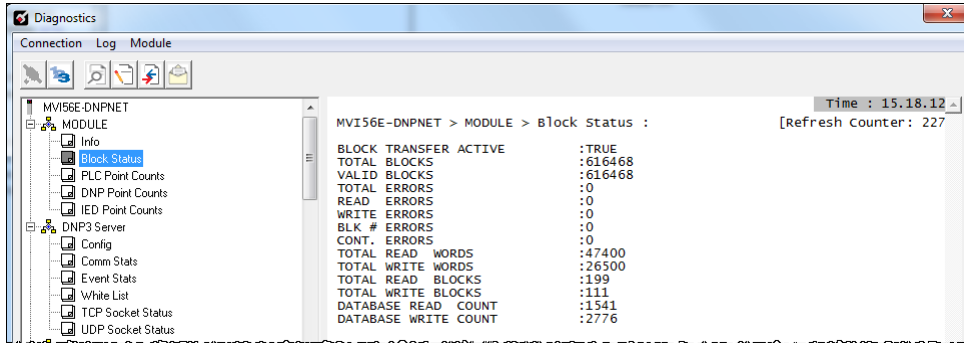 Diagnostics
Connection Log Module
MVI56E-DNPNET
MODULE
Info
Block Status
PLC Point Counts
DNP Point Counts
IED Point Counts
DNP3 Server
Config
Comm Stats
Event Stats
White List
TCP Socket Status
UDP Socket Status
Time : 15.18.12
MVI56E-DNPNET > MODULE > Block Status : [Refresh Counter: 227
BLOCK TRANSFER ACTIVE :TRUE
TOTAL BLOCKS :616468
VALID BLOCKS :616468
TOTAL ERRORS :0
READ ERRORS :0
WRITE ERRORS :0
BLK # ERRORS :0
CONT. ERRORS :0
TOTAL READ WORDS :47400
TOTAL WRITE WORDS :26500
TOTAL READ BLOCKS :199
TOTAL WRITE BLOCKS :111
DATABASE READ COUNT :1541
DATABASE WRITE COUNT :2776